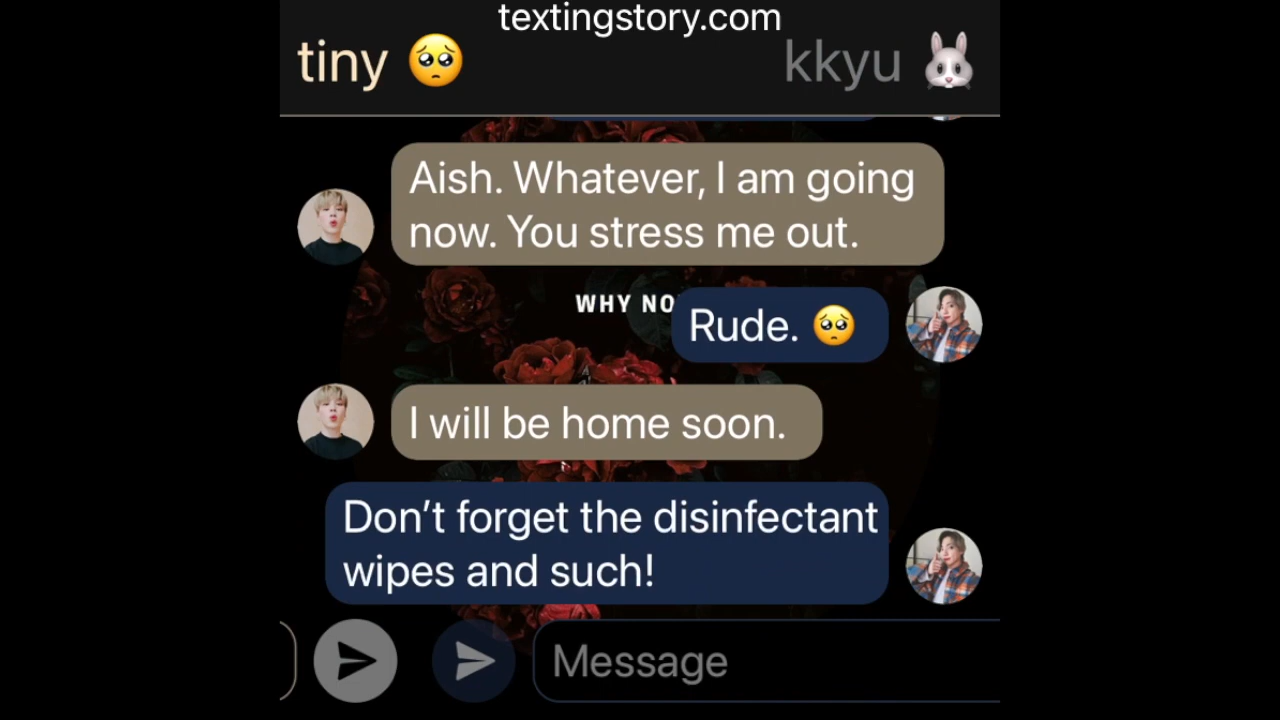 textingstory.com
tiny 🥺
kkyu 🐰
Aish. Whatever, I am going
now. You stress me out.
WHY NO
Rude. 🥺
I will be home soon.
Don't forget the disinfectant
wipes and such!
Message